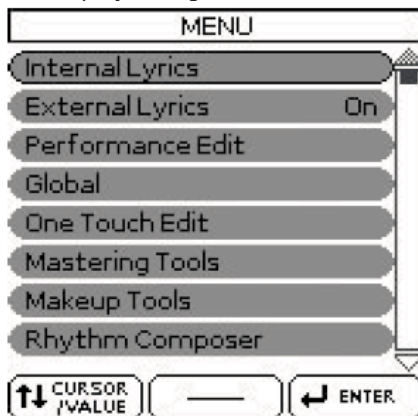 MENU
Internal Lyrics
External Lyrics On
Performance Edit
Global
One Touch Edit
Mastering Tools
Makeup Tools
Rhythm Composer
CURSOR
/VALUE
ENTER